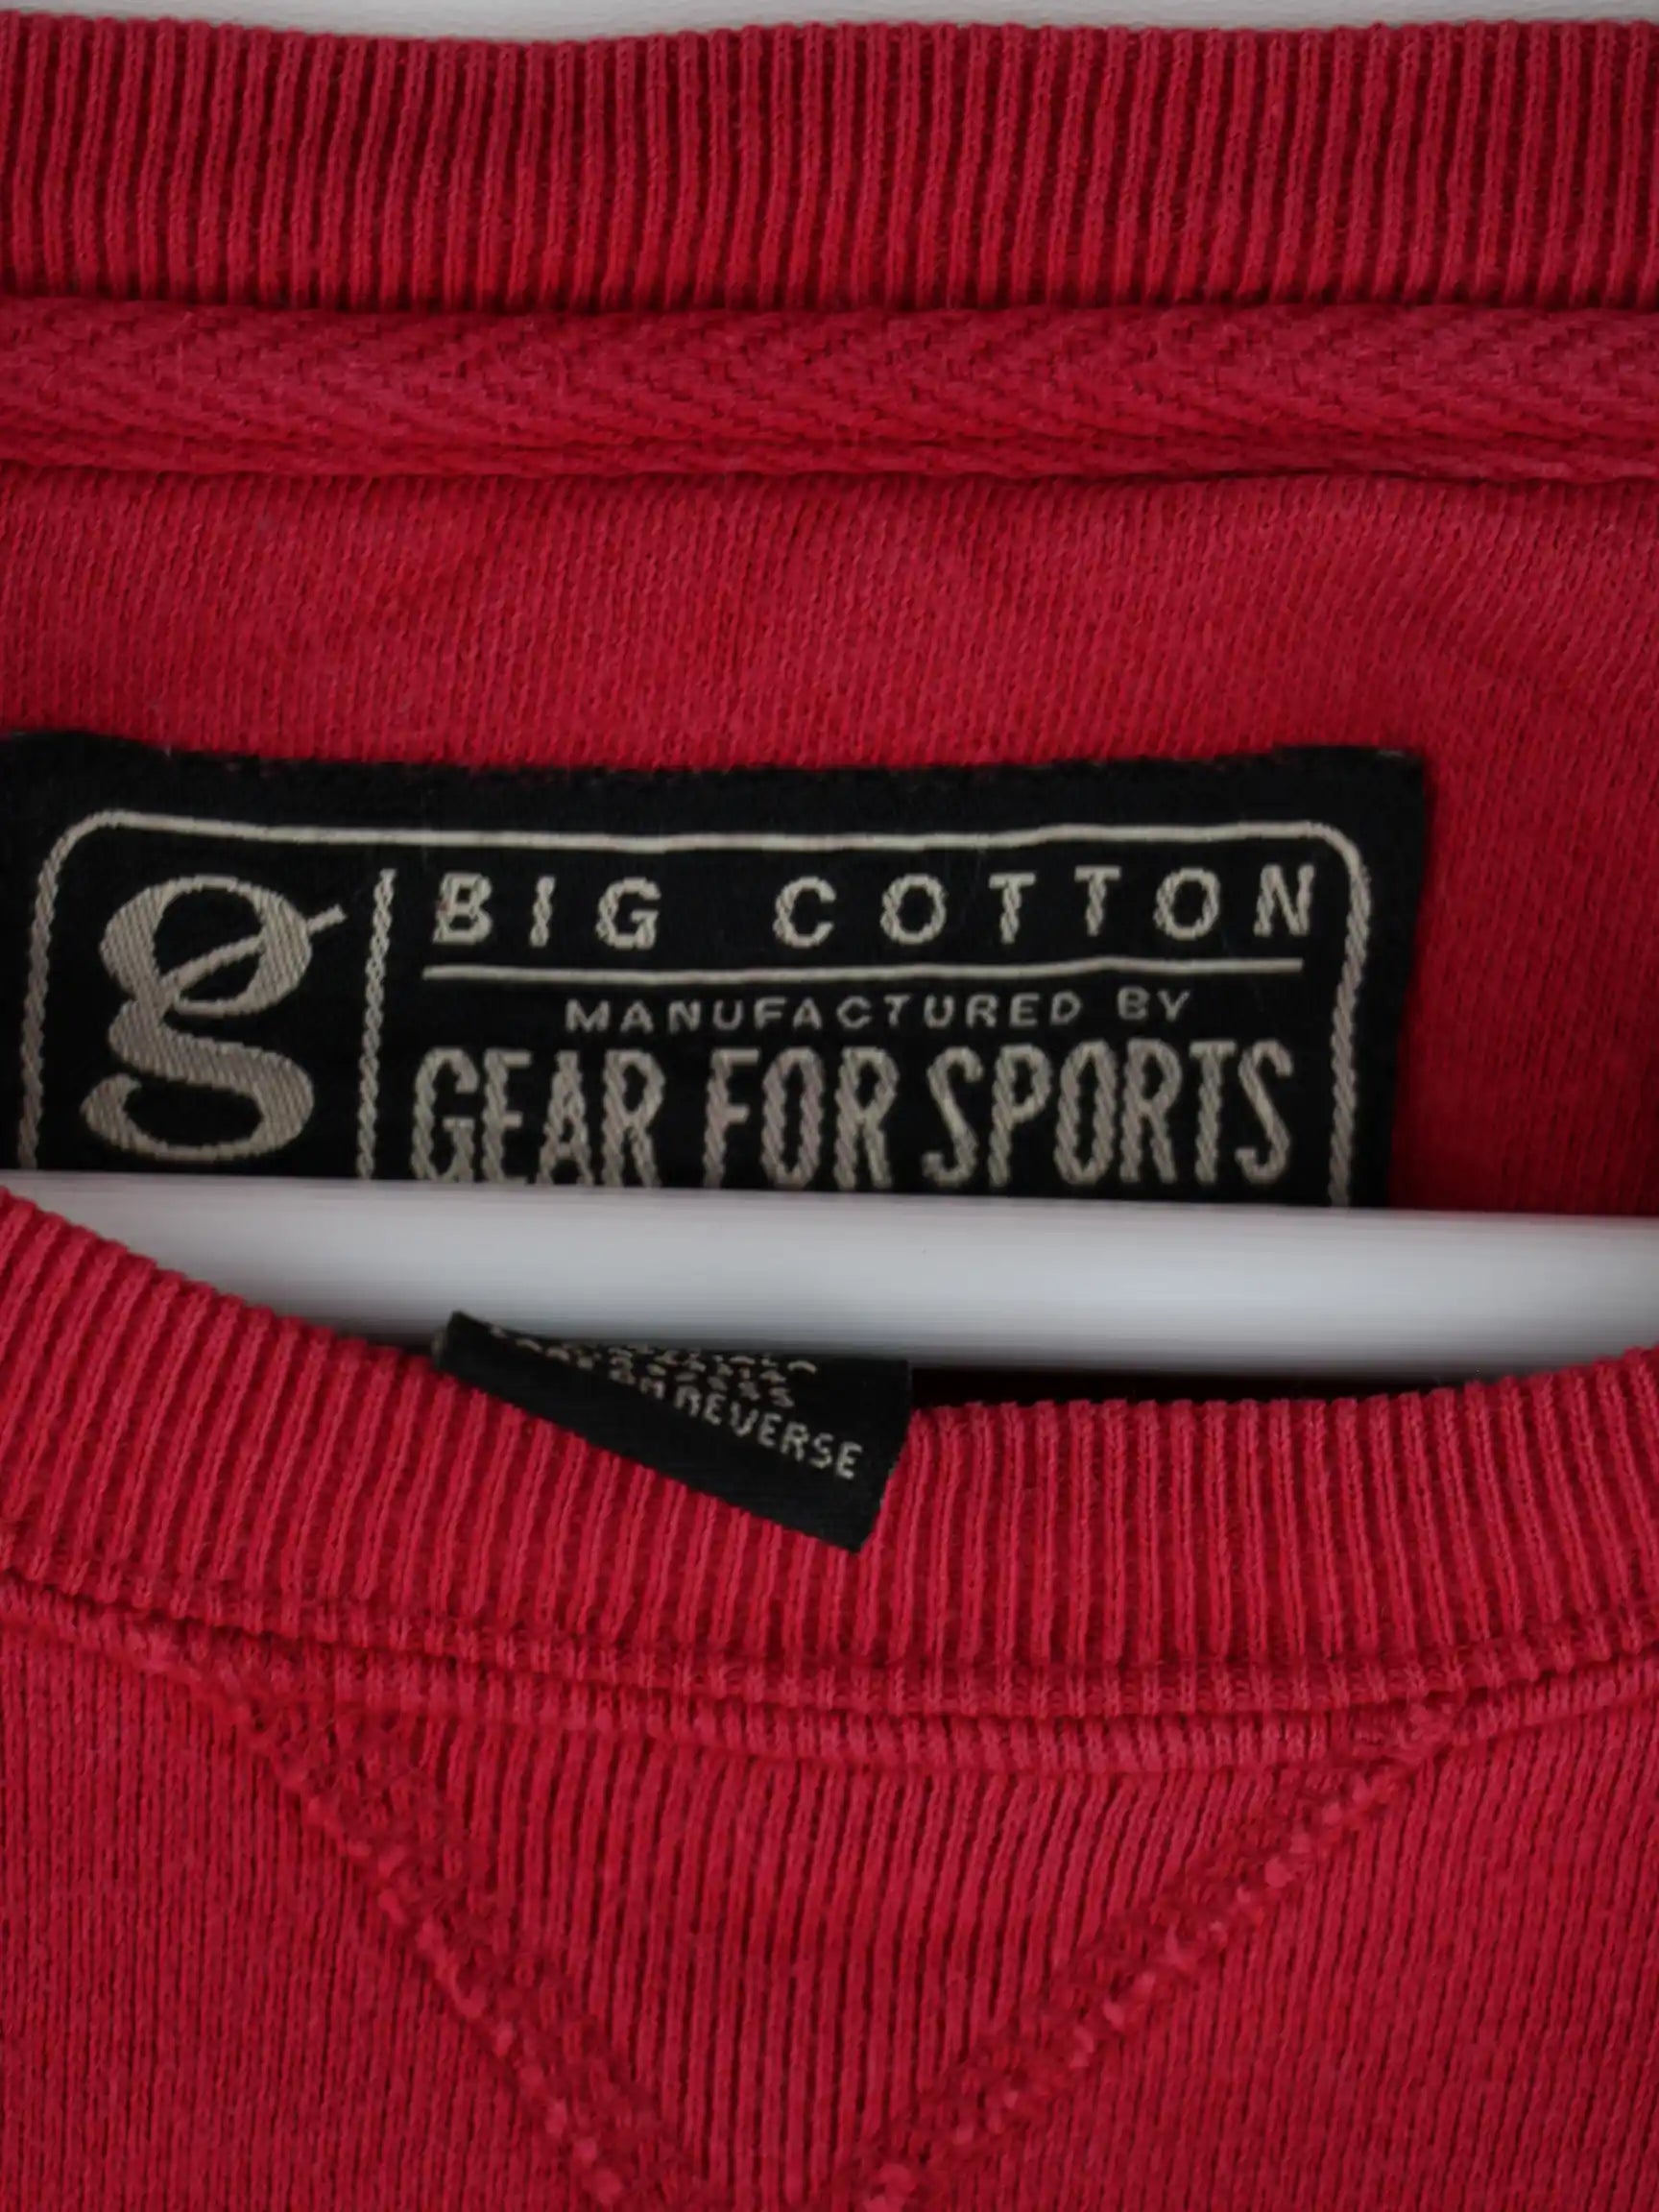 g
BIG COTTON
MANUFACTURED BY
GEAR FOR SPORTS
REVERSE